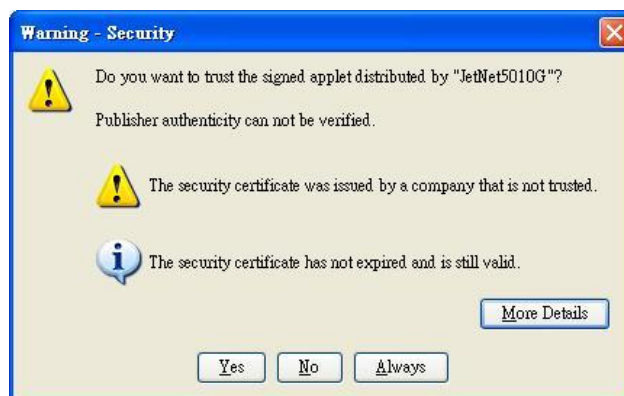 Warning - Security
Do you want to trust the signed applet distributed by "JetNet5010G"?
Publisher authenticity can not be verified.
The security certificate was issued by a company that is not trusted.
The security certificate has not expired and is still valid.
More Details
Yes No Always